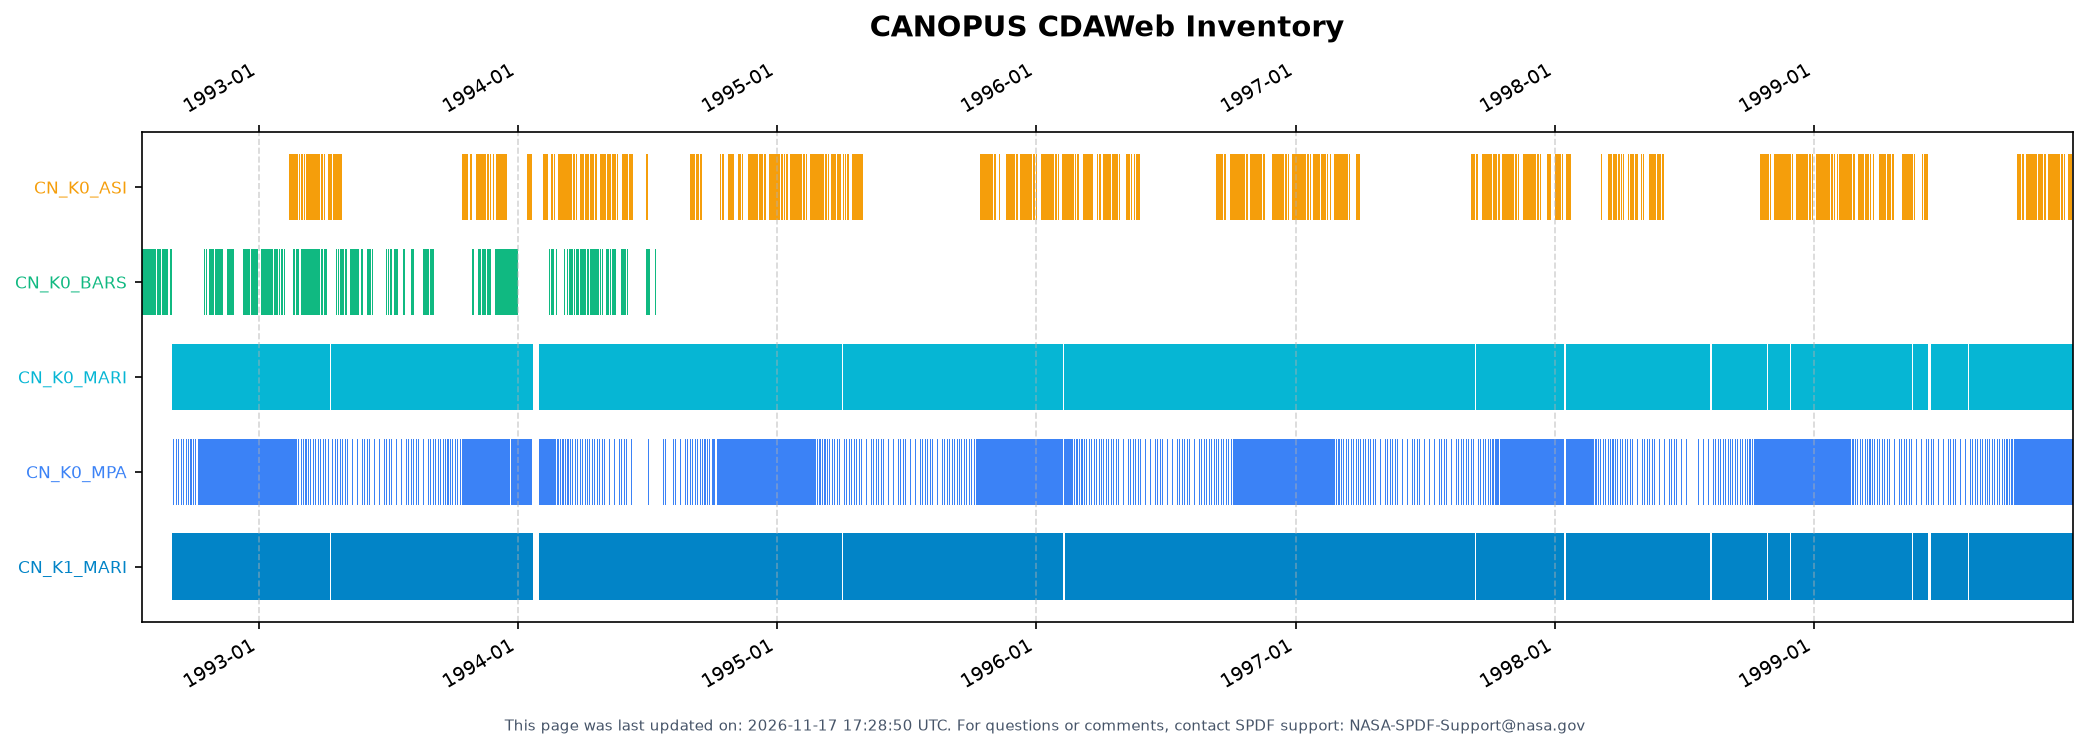 CANOPUS CDAWeb Inventory
1993-01 1994-01 1995-01 1996-01 1997-01 1998-01 1999-01
CN_K0_ASI
CN_K0_BARS
CN_K0_MARI
CN_K0_MPA
CN_K1_MARI
1993-01 1994-01 1995-01 1996-01 1997-01 1998-01 1999-01
This page was last updated on: 2026-11-17 17:28:50 UTC. For questions or comments, contact SPDF support: NASA-SPDF-Support@nasa.gov